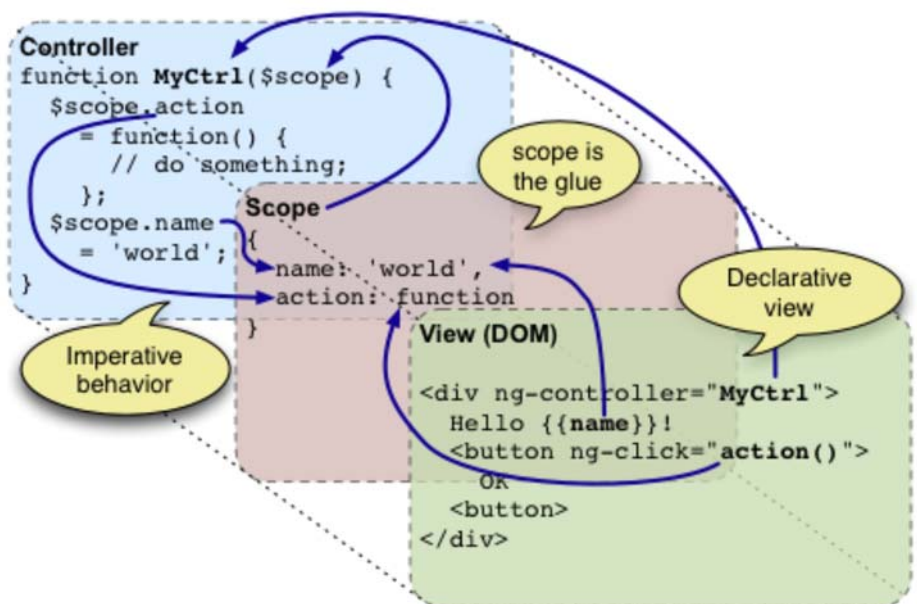 Controller
function MyCtrl($scope) {
$scope.action
= function() {
// do something;
};
$scope.name
= 'world';
}
scope is
the glue
Scope
{
name: 'world',
action: function
}
Imperative
behavior
Declarative
view
View (DOM)
<div ng-controller="MyCtrl">
Hello {{name}}!
<button ng-click="action()">
OK
<button>
</div>